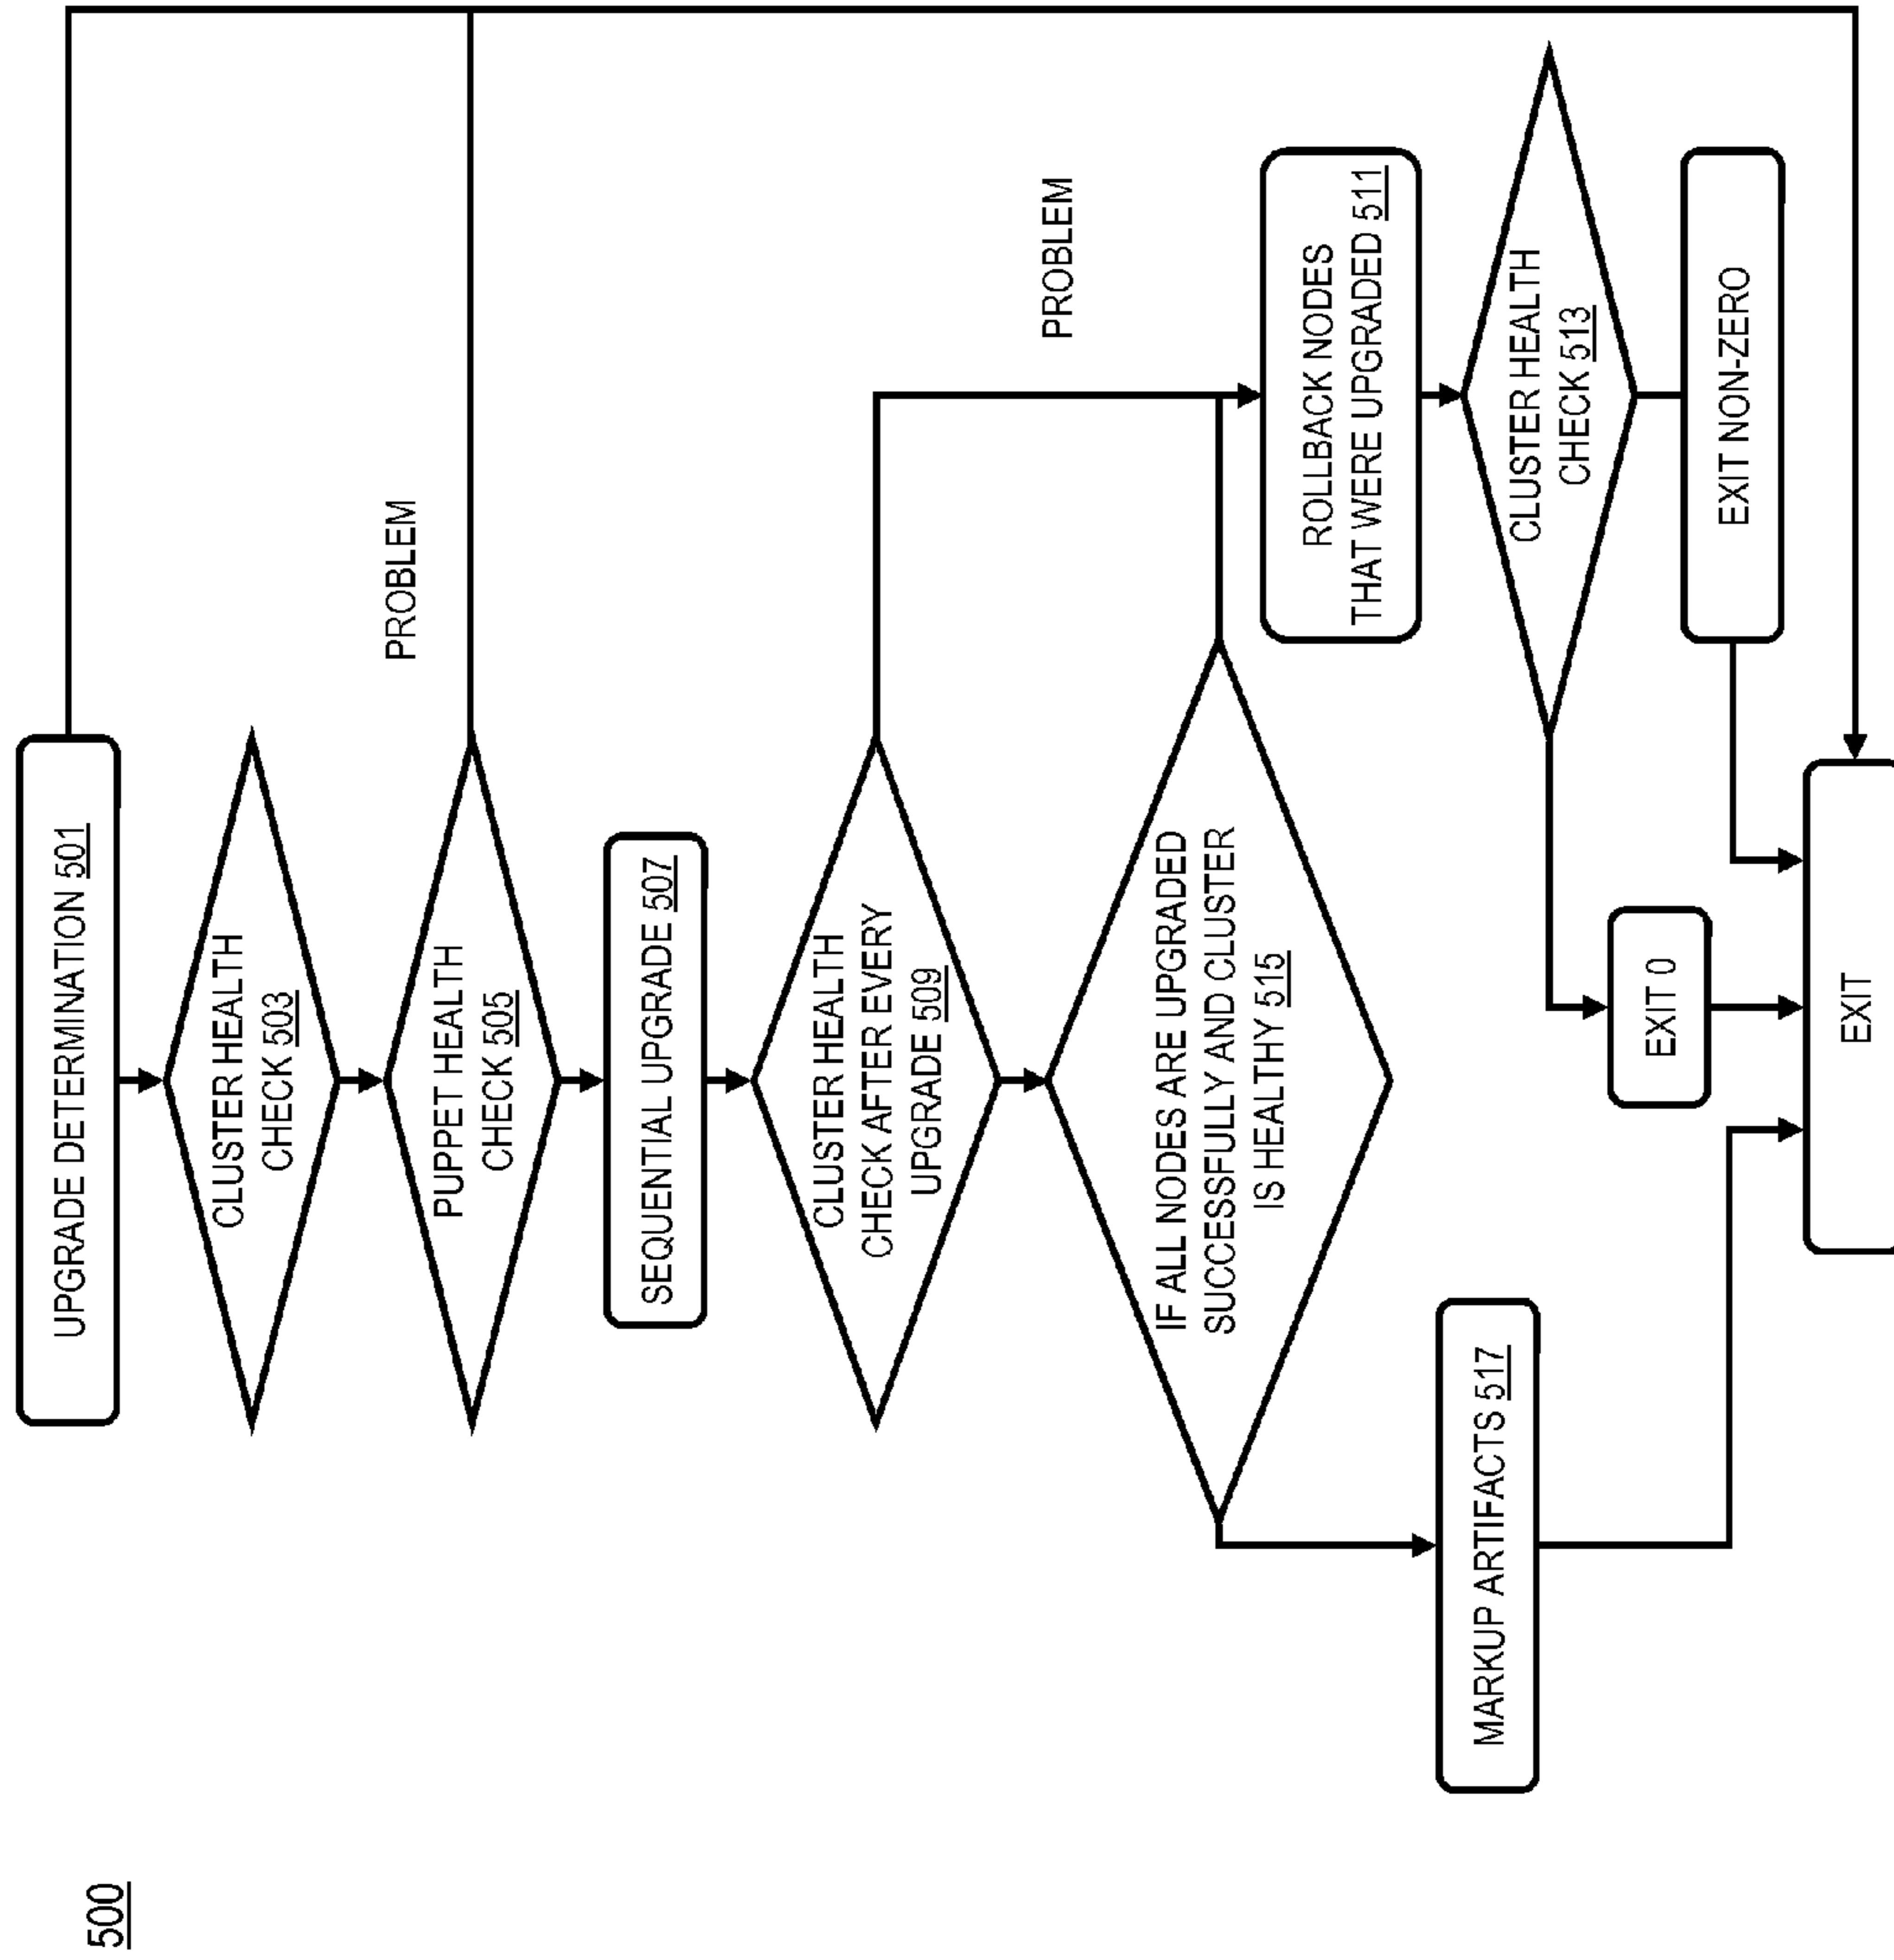 500
UPGRADE DETERMINATION 501
CLUSTER HEALTH
CHECK 503
PROBLEM
PUPPET HEALTH
CHECK 505
SEQUENTIAL UPGRADE 507
CLUSTER HEALTH
CHECK AFTER EVERY
UPGRADE 509
PROBLEM
IF ALL NODES ARE UPGRADED
SUCCESSFULLY AND CLUSTER
IS HEALTHY 515
ROLLBACK NODES
THAT WERE UPGRADED 511
MARKUP ARTIFACTS 517
CLUSTER HEALTH
CHECK 513
EXIT 0
EXIT NON-ZERO
EXIT